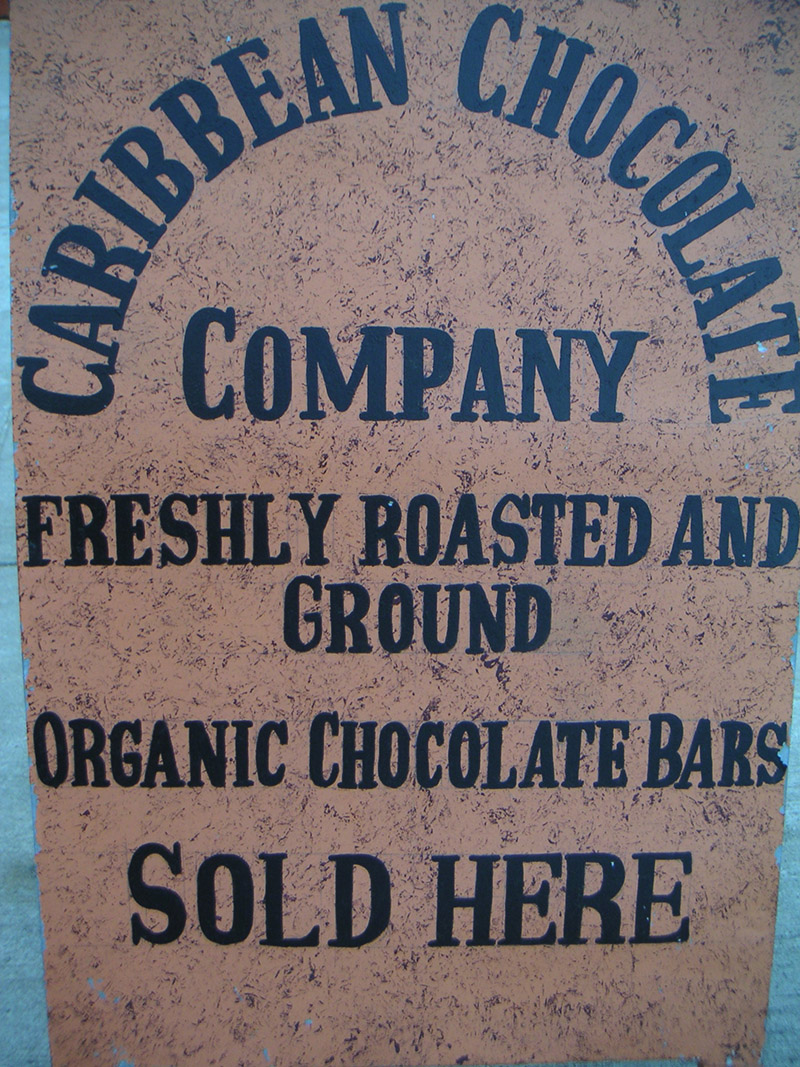 CARIBBEAN CHOCOLATE
COMPANY
FRESHLY ROASTED AND
GROUND
ORGANIC CHOCOLATE BARS
SOLD HERE